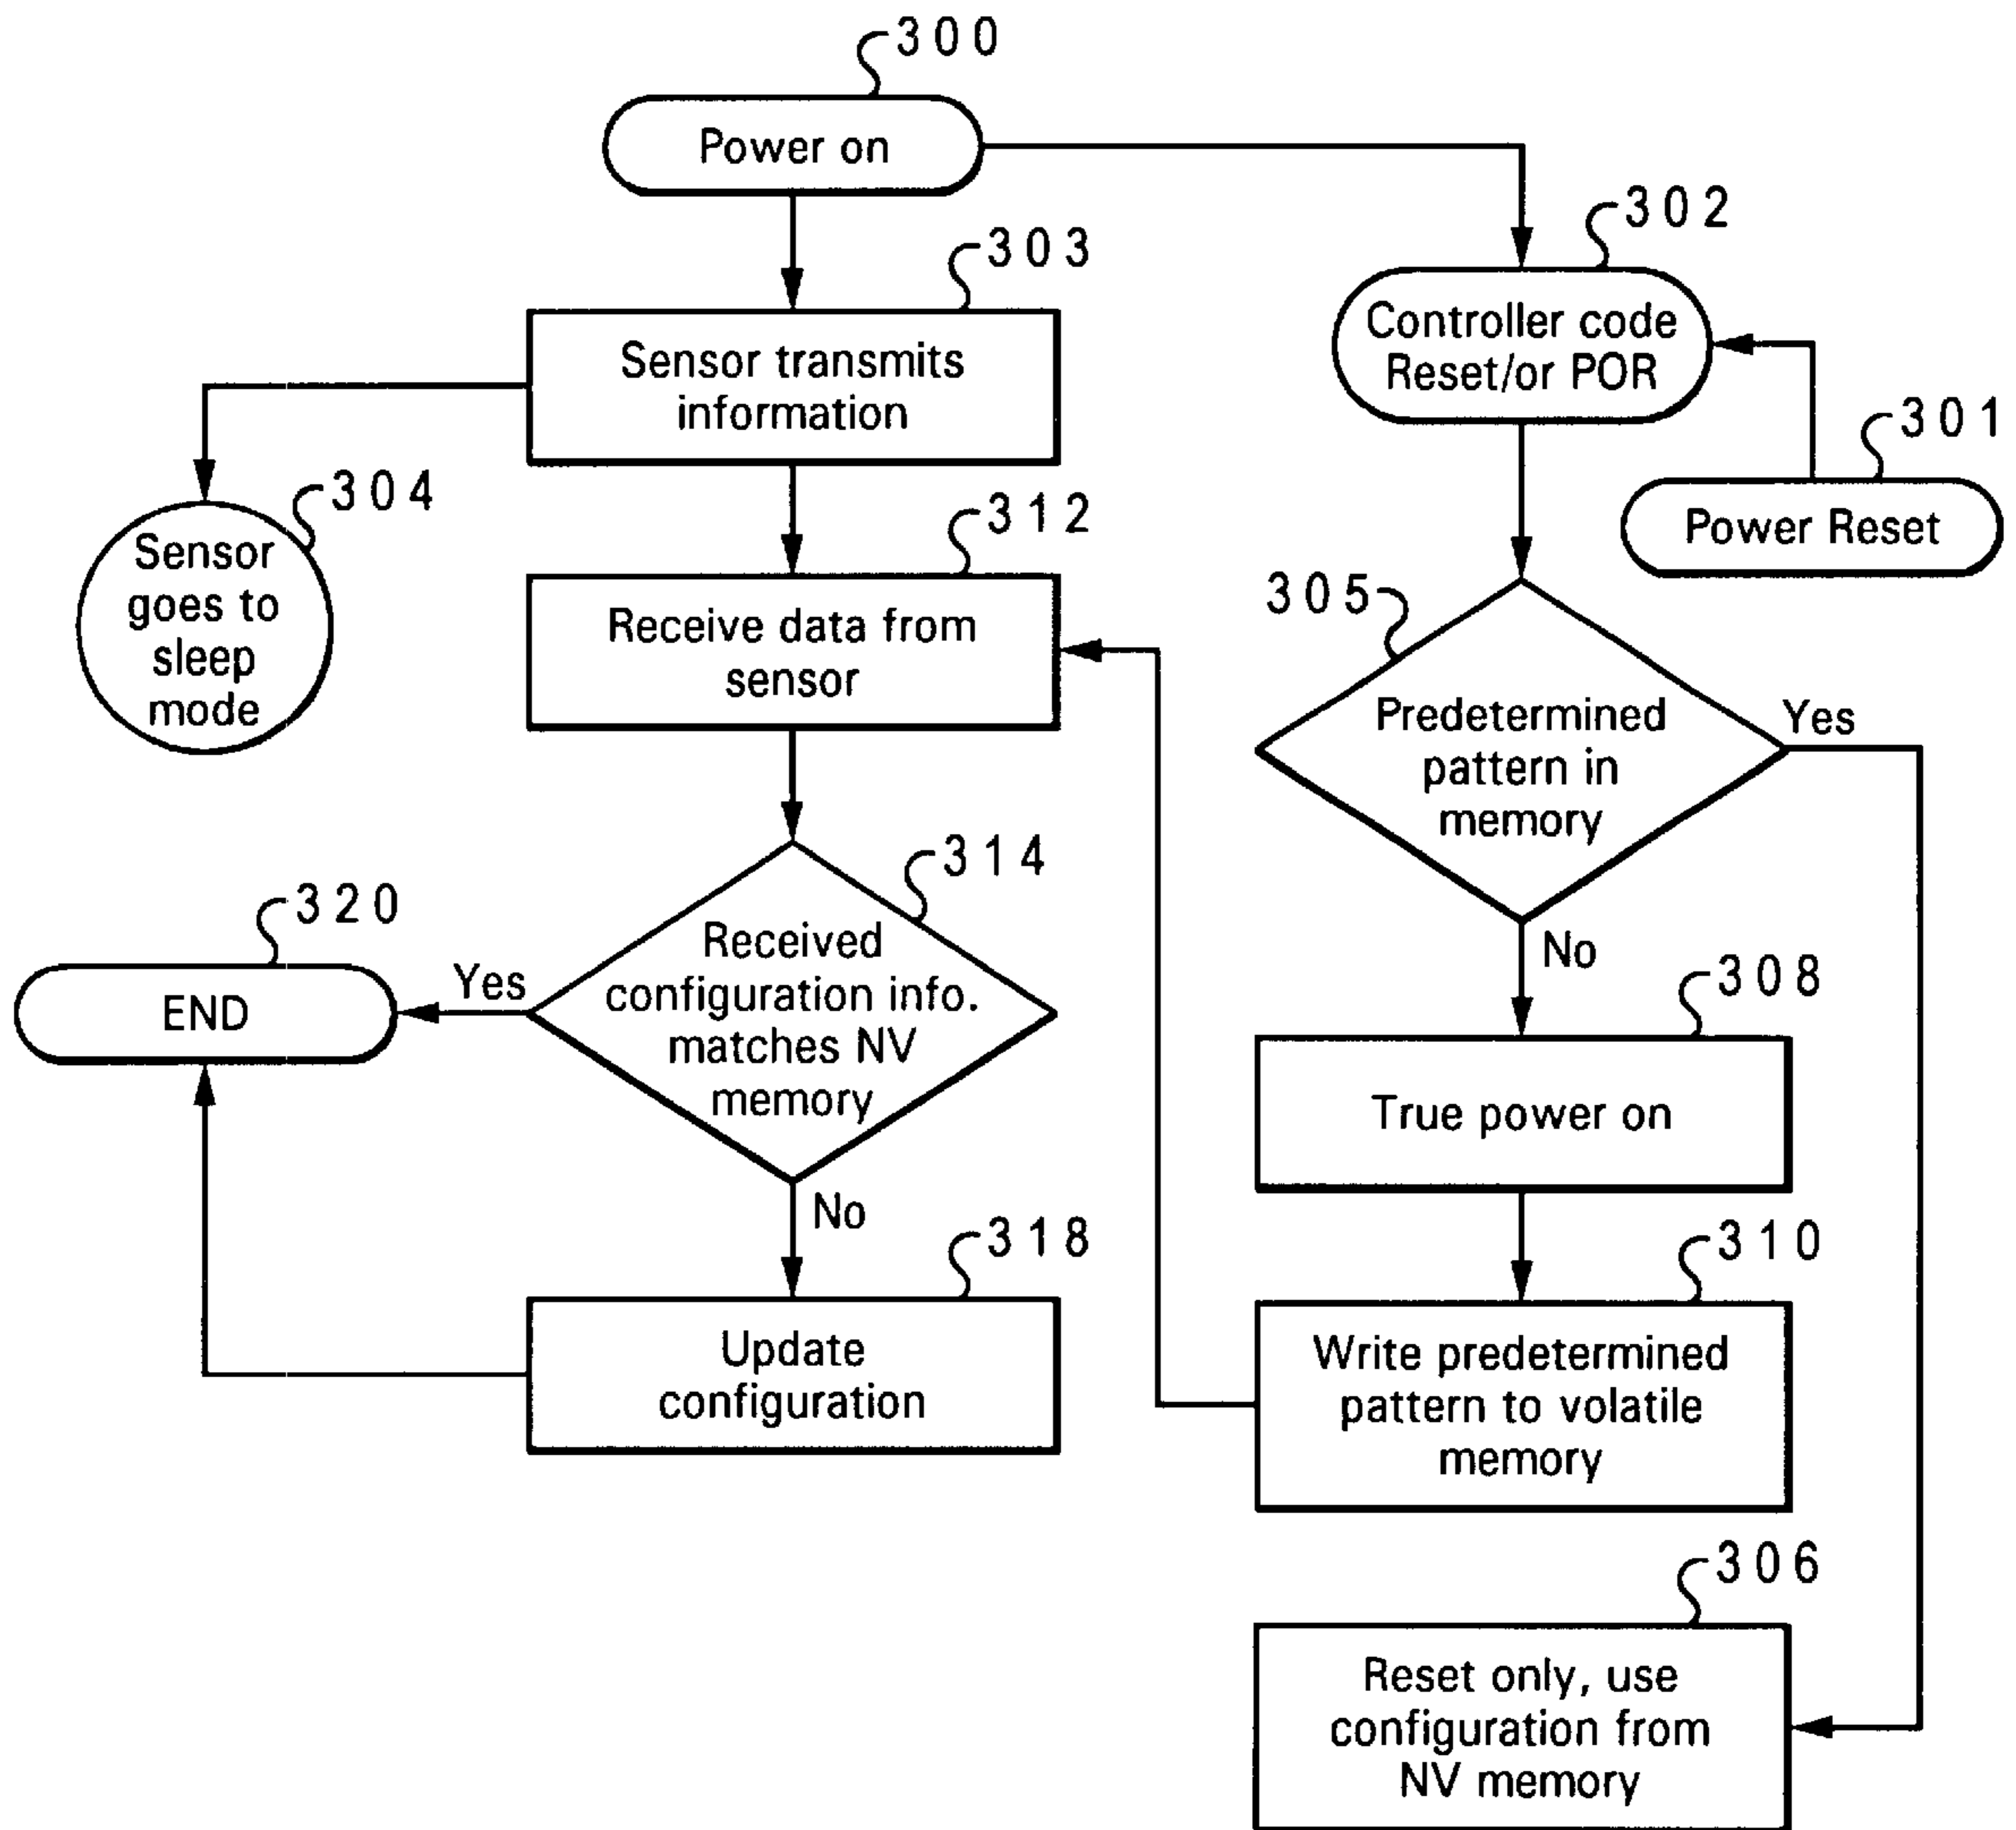 300
Power on
302
303
Controller code
Reset/or POR
Sensor transmits
information
301
Power Reset
304
Sensor
goes to
sleep
mode
312
Receive data from
sensor
305
Predetermined
pattern in
memory
Yes
No
314
Received
configuration info.
matches NV
memory
Yes
No
320
END
308
True power on
318
Update
configuration
310
Write predetermined
pattern to volatile
memory
306
Reset only, use
configuration from
NV memory